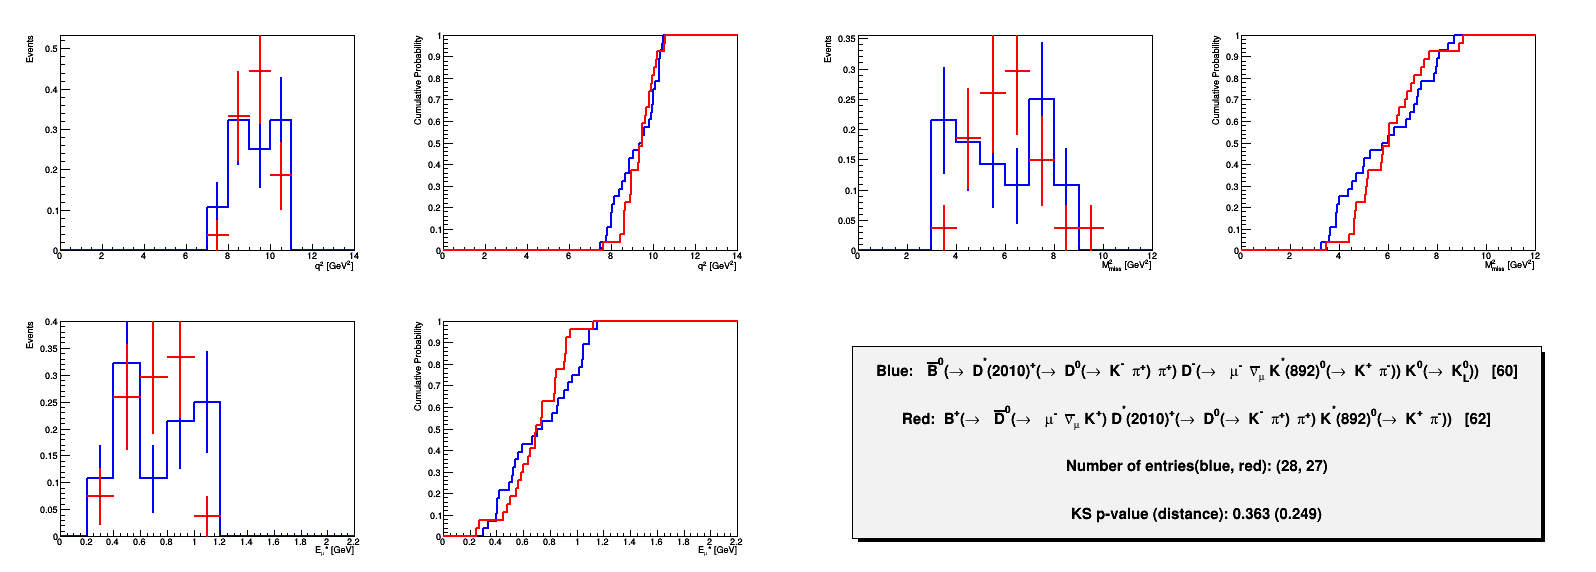 Events
0.5
0.4
0.3
0.2
0.1
0
0 2 4 6 8 10 12 14
q² [GeV²]
Cumulative Probability
1
0.9
0.8
0.7
0.6
0.5
0.4
0.3
0.2
0.1
0
0 2 4 6 8 10 12 14
q² [GeV²]
Events
0.35
0.3
0.25
0.2
0.15
0.1
0.05
0
0 2 4 6 8 10 12
M²miss [GeV²]
Cumulative Probability
1
0.9
0.8
0.7
0.6
0.5
0.4
0.3
0.2
0.1
0
0 2 4 6 8 10 12
M²miss [GeV²]
Events
0.4
0.35
0.3
0.25
0.2
0.15
0.1
0.05
0
0 0.2 0.4 0.6 0.8 1 1.2 1.4 1.6 1.8 2 2.2
Eμ* [GeV]
Cumulative Probability
1
0.9
0.8
0.7
0.6
0.5
0.4
0.3
0.2
0.1
0
0 0.2 0.4 0.6 0.8 1 1.2 1.4 1.6 1.8 2 2.2
Eμ* [GeV]
Blue: B̅⁰(→ D*(2010)⁺(→ D⁰(→ K⁻ π⁺) π⁺) D⁻(→ μ⁻ ν̅μ K*(892)⁰(→ K⁺ π⁻)) K⁰(→ K⁰L)) [60]
Red: B⁺(→ D̅⁰(→ μ⁻ ν̅μ K⁺) D*(2010)⁺(→ D⁰(→ K⁻ π⁺) π⁺) K*(892)⁰(→ K⁺ π⁻)) [62]
Number of entries(blue, red): (28, 27)
KS p-value (distance): 0.363 (0.249)